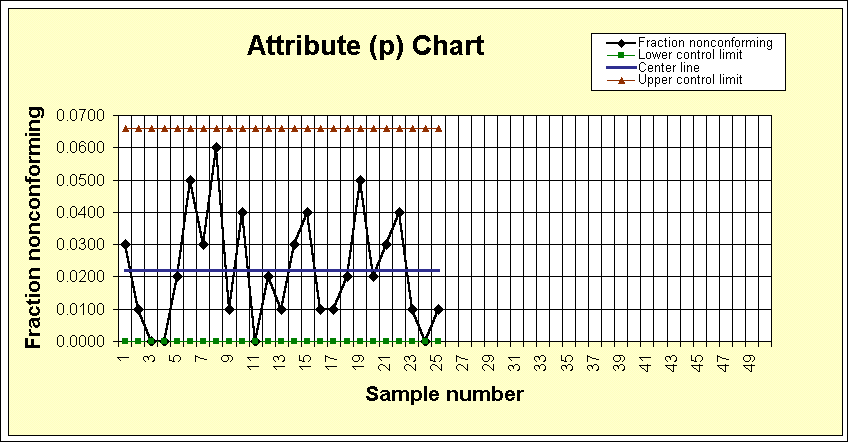 Attribute (p) Chart
Fraction nonconforming
Lower control limit
Center line
Upper control limit
Fraction nonconforming
0.0700
0.0600
0.0500
0.0400
0.0300
0.0200
0.0100
0.0000
1 3 5 7 9 11 13 15 17 19 21 23 25 27 29 31 33 35 37 39 41 43 45 47 49
Sample number